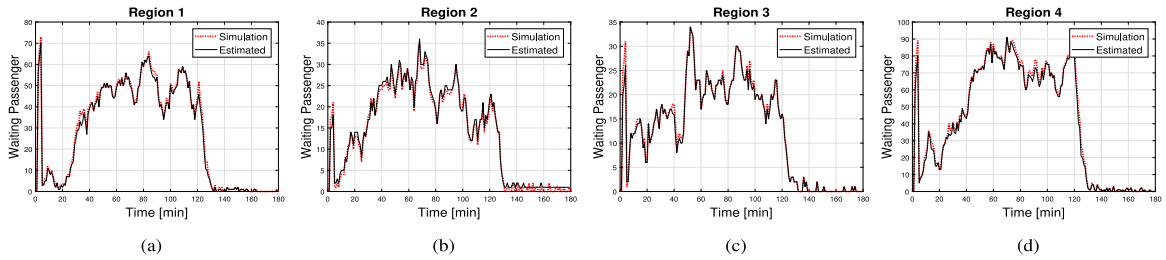 Region 1
Waiting Passenger
80
70
60
50
40
30
20
10
0
Simulation
Estimated
0 20 40 60 80 100 120 140 160 180
Time [min]
(a)
Region 2
Waiting Passenger
40
35
30
25
20
15
10
5
0
Simulation
Estimated
0 20 40 60 80 100 120 140 160 180
Time [min]
(b)
Region 3
Waiting Passenger
35
30
25
20
15
10
5
0
Simulation
Estimated
0 20 40 60 80 100 120 140 160 180
Time [min]
(c)
Region 4
Waiting Passenger
100
90
80
70
60
50
40
30
20
10
0
Simulation
Estimated
0 20 40 60 80 100 120 140 160 180
Time [min]
(d)